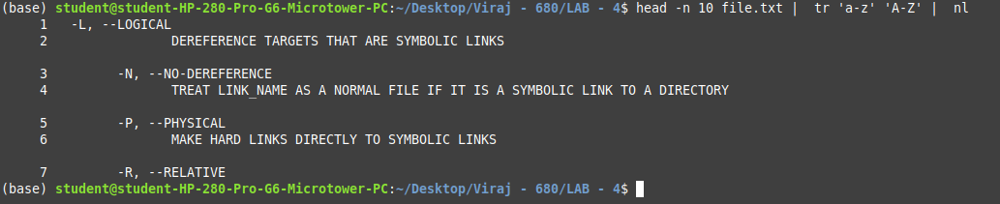 (base) student@student-HP-280-Pro-G6-Microtower-PC:~/Desktop/Viraj - 680/LAB - 4$ head -n 10 file.txt | tr 'a-z' 'A-Z' | nl
1 -L, --LOGICAL
2 DEREFERENCE TARGETS THAT ARE SYMBOLIC LINKS
3 -N, --NO-DEREFERENCE
4 TREAT LINK_NAME AS A NORMAL FILE IF IT IS A SYMBOLIC LINK TO A DIRECTORY
5 -P, --PHYSICAL
6 MAKE HARD LINKS DIRECTLY TO SYMBOLIC LINKS
7 -R, --RELATIVE
(base) student@student-HP-280-Pro-G6-Microtower-PC:~/Desktop/Viraj - 680/LAB - 4$